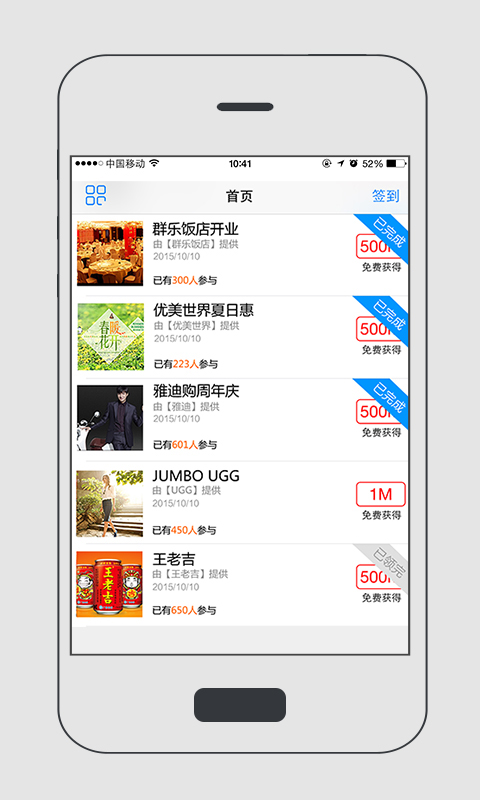 中国移动 10:41 52%
首页 签到
群乐饭店开业
由【群乐饭店】提供
2015/10/10
已有300人参与
已完成
500
免费获得
春暖
花开
优美世界夏日惠
由【优美世界】提供
2015/10/10
已有223人参与
已完成
500
免费获得
雅迪购周年庆
由【雅迪】提供
2015/10/10
已有601人参与
已完成
500
免费获得
JUMBO UGG
由【UGG】提供
2015/10/10
已有450人参与
1M
免费获得
王老吉
王老吉
由【王老吉】提供
2015/10/10
已有650人参与
已领完
500
免费获得